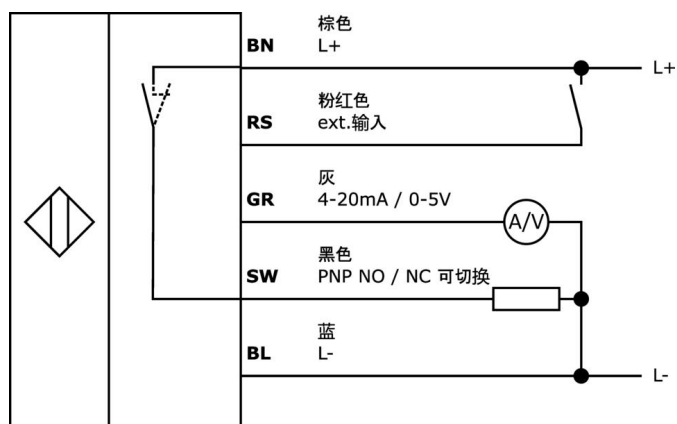 棕色
BN L+
L+
粉红色
RS ext.输入
灰
GR 4-20mA / 0-5V
A/V
黑色
SW PNP NO / NC 可切换
蓝
BL L-
L-